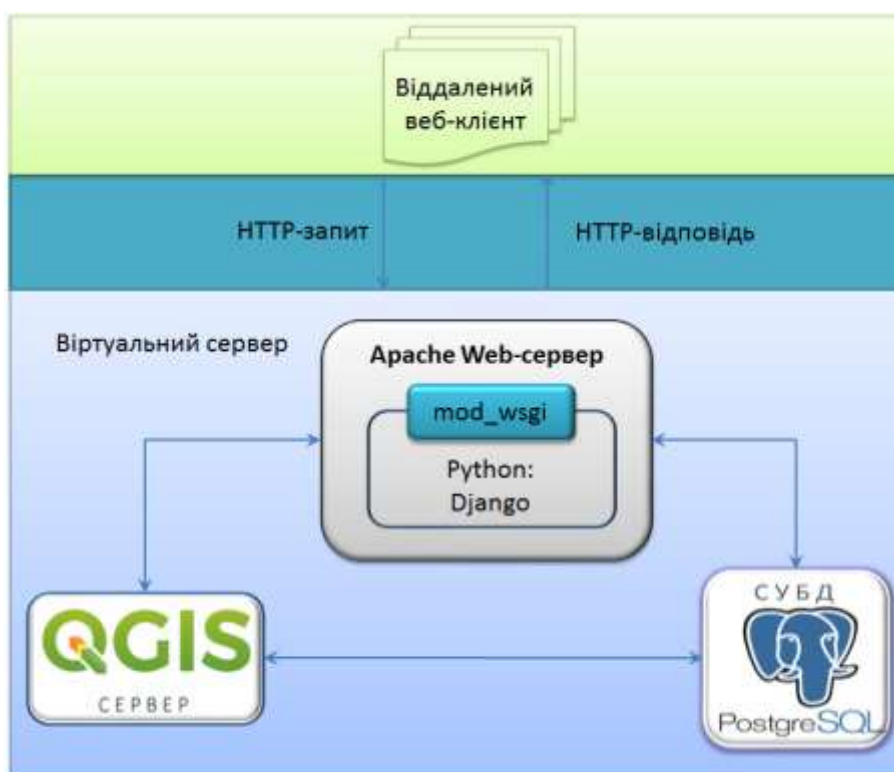 Віддалений
веб-клієнт
HTTP-запит
HTTP-відповідь
Віртуальний сервер
Apache Web-сервер
mod_wsgi
Python:
Django
QGIS
СЕРВЕР
СУБД
PostgreSQL